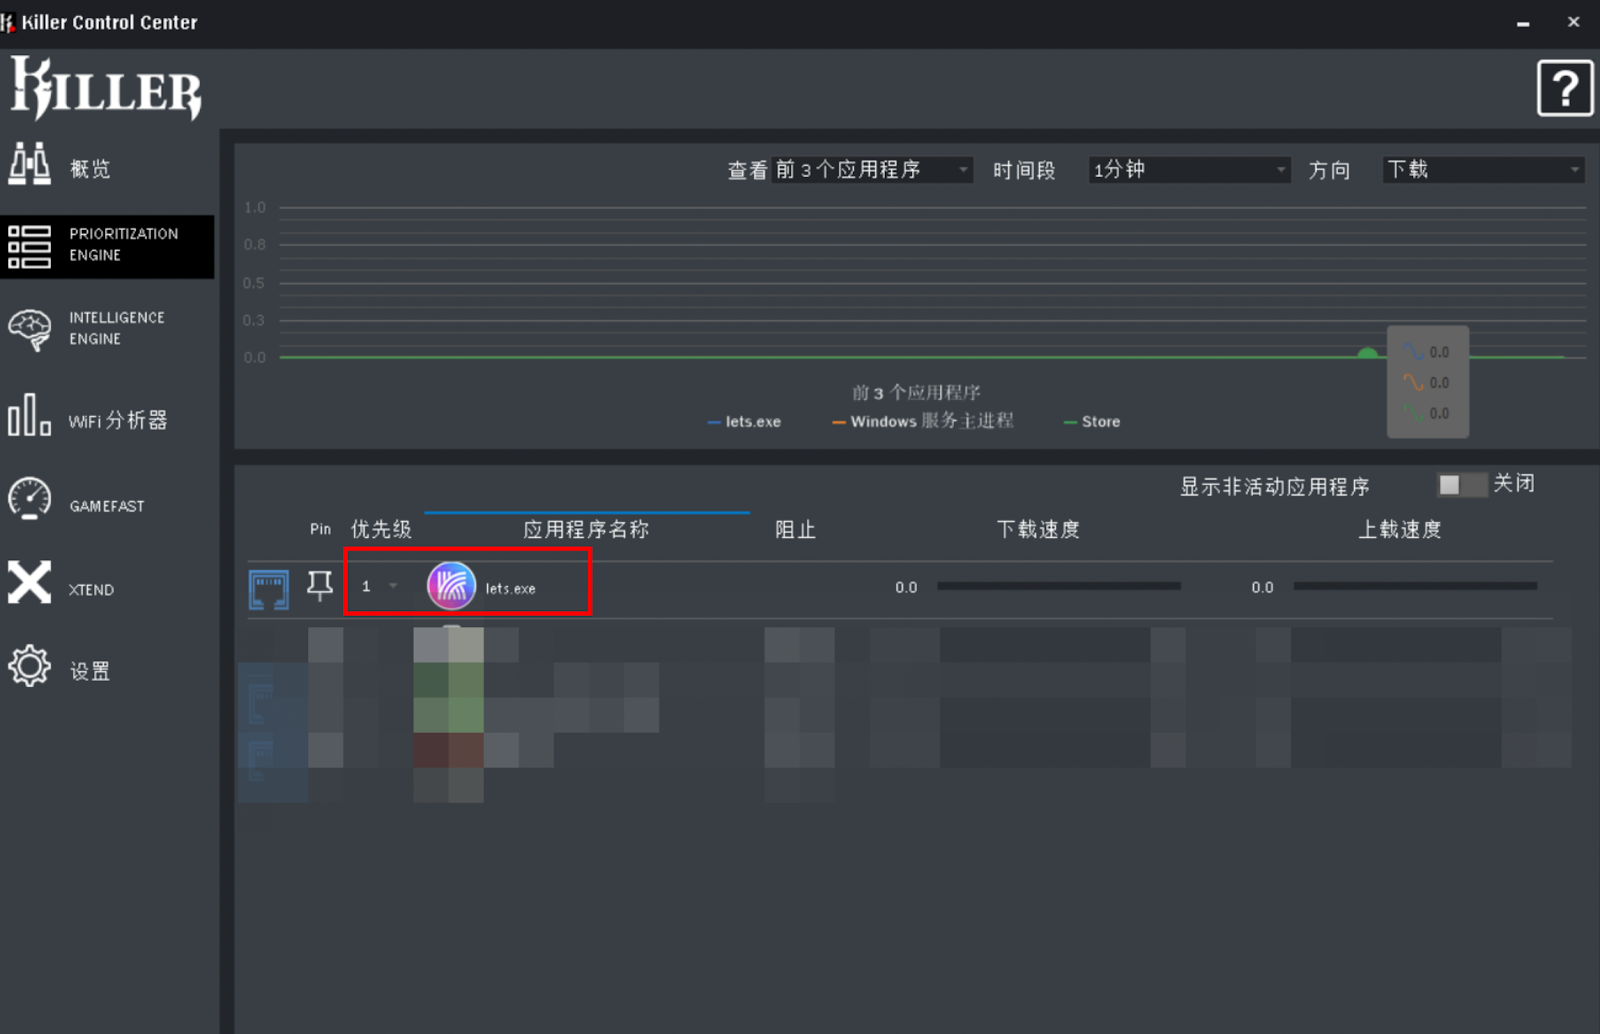 Killer Control Center
KILLER
?
概览
PRIORITIZATION
ENGINE
INTELLIGENCE
ENGINE
WiFi 分析器
GAMEFAST
XTEND
设置
查看 前 3 个应用程序 时间段 1分钟 方向 下载
1.0
0.8
0.5
0.3
0.0
0.0
0.0
0.0
前 3 个应用程序
lets.exe Windows 服务主进程 Store
显示非活动应用程序 关闭
Pin 优先级 应用程序名称 阻止 下载速度 上载速度
1 lets.exe 0.0 0.0